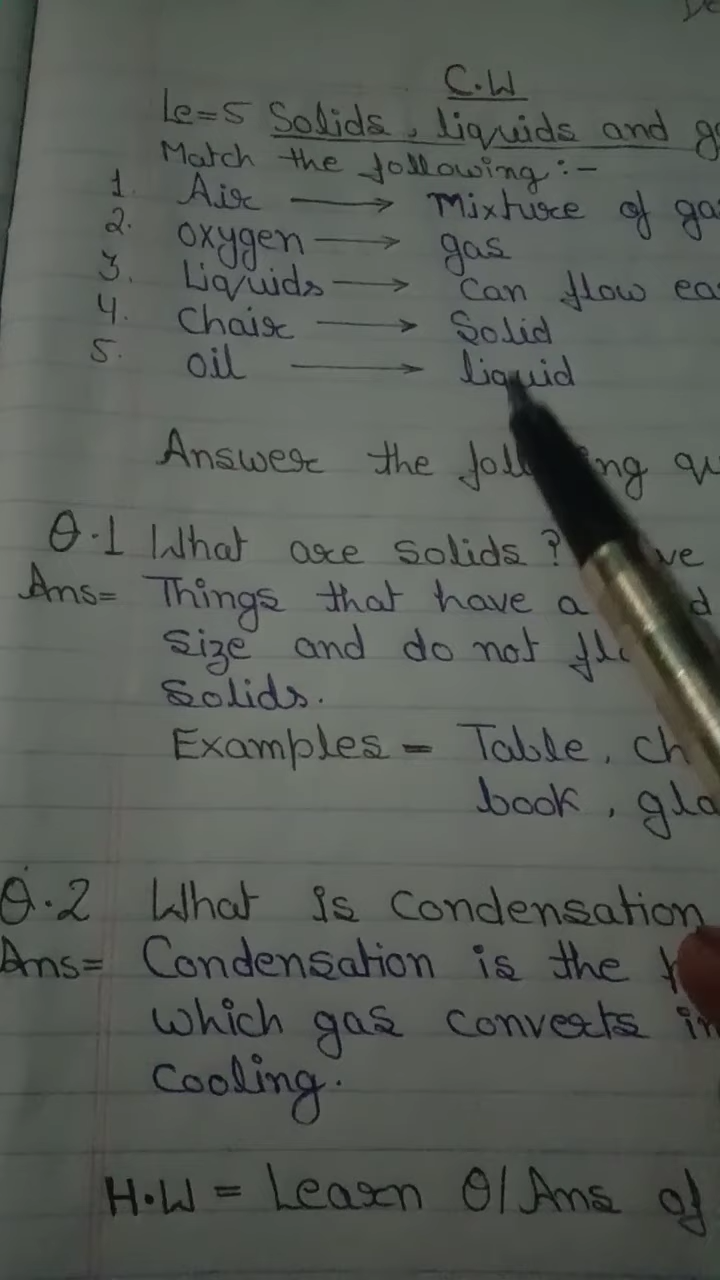 C.W
Le=5 Solids, liquids and
Match the following:-
1. Air → Mixture of
2. oxygen → gas
3. Liquids → can flow
4. Chair → Solid
5. oil → liquid
Answer the
Q.1 What are solids?
Ans= Things that have a
size and do not
solids.
Examples = Table,
book,
Q.2 What is condensation
Ans= Condensation is the
which gas converts
cooling.
H.W = Learn Q/Ans of